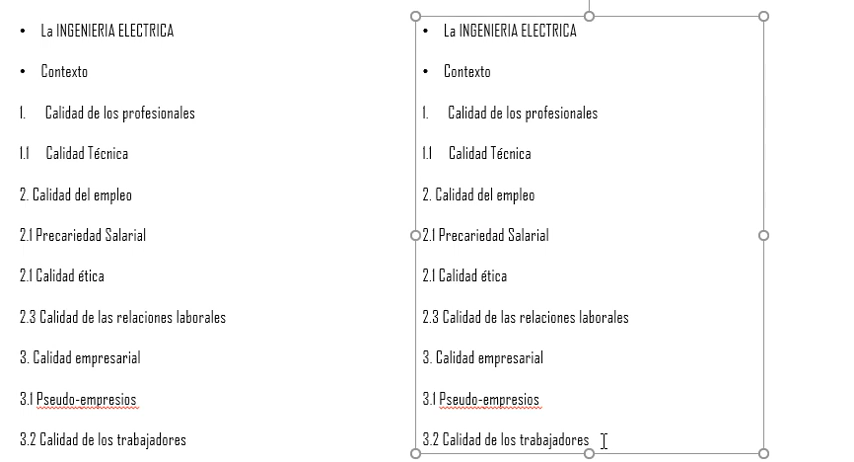 • La INGENIERIA ELECTRICA
• Contexto
1. Calidad de los profesionales
1.1 Calidad Técnica
2. Calidad del empleo
2.1 Precariedad Salarial
2.1 Calidad ética
2.3 Calidad de las relaciones laborales
3. Calidad empresarial
3.1 Pseudo-empresios
3.2 Calidad de los trabajadores
• La INGENIERIA ELECTRICA
• Contexto
1. Calidad de los profesionales
1.1 Calidad Técnica
2. Calidad del empleo
2.1 Precariedad Salarial
2.1 Calidad ética
2.3 Calidad de las relaciones laborales
3. Calidad empresarial
3.1 Pseudo-empresios
3.2 Calidad de los trabajadores